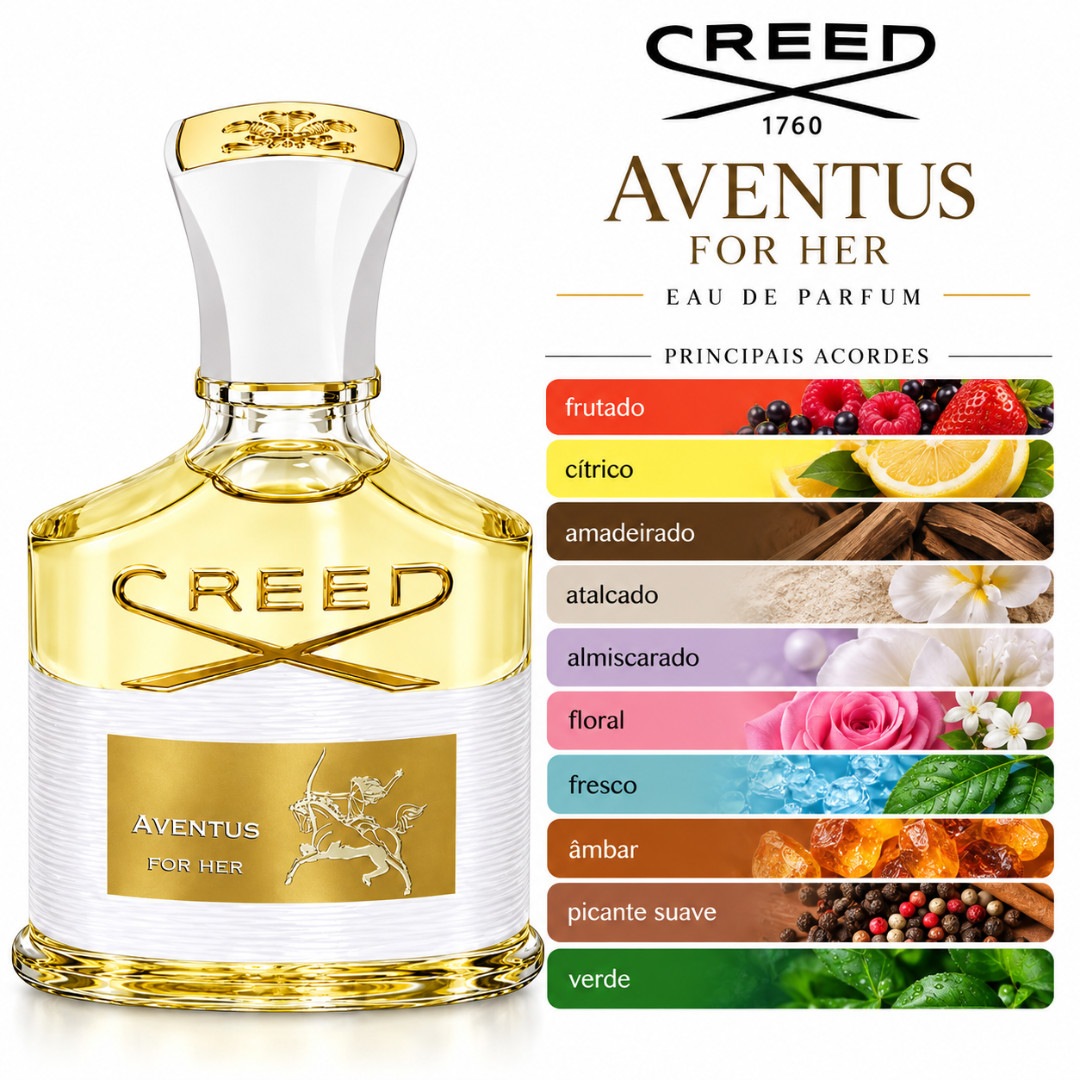 CREED
1760
AVENTUS
FOR HER
EAU DE PARFUM
PRINCIPAIS ACORDES
frutado
cítrico
amadeirado
atalcado
almiscarado
floral
fresco
âmbar
picante suave
verde
CREED
AVENTUS
FOR HER